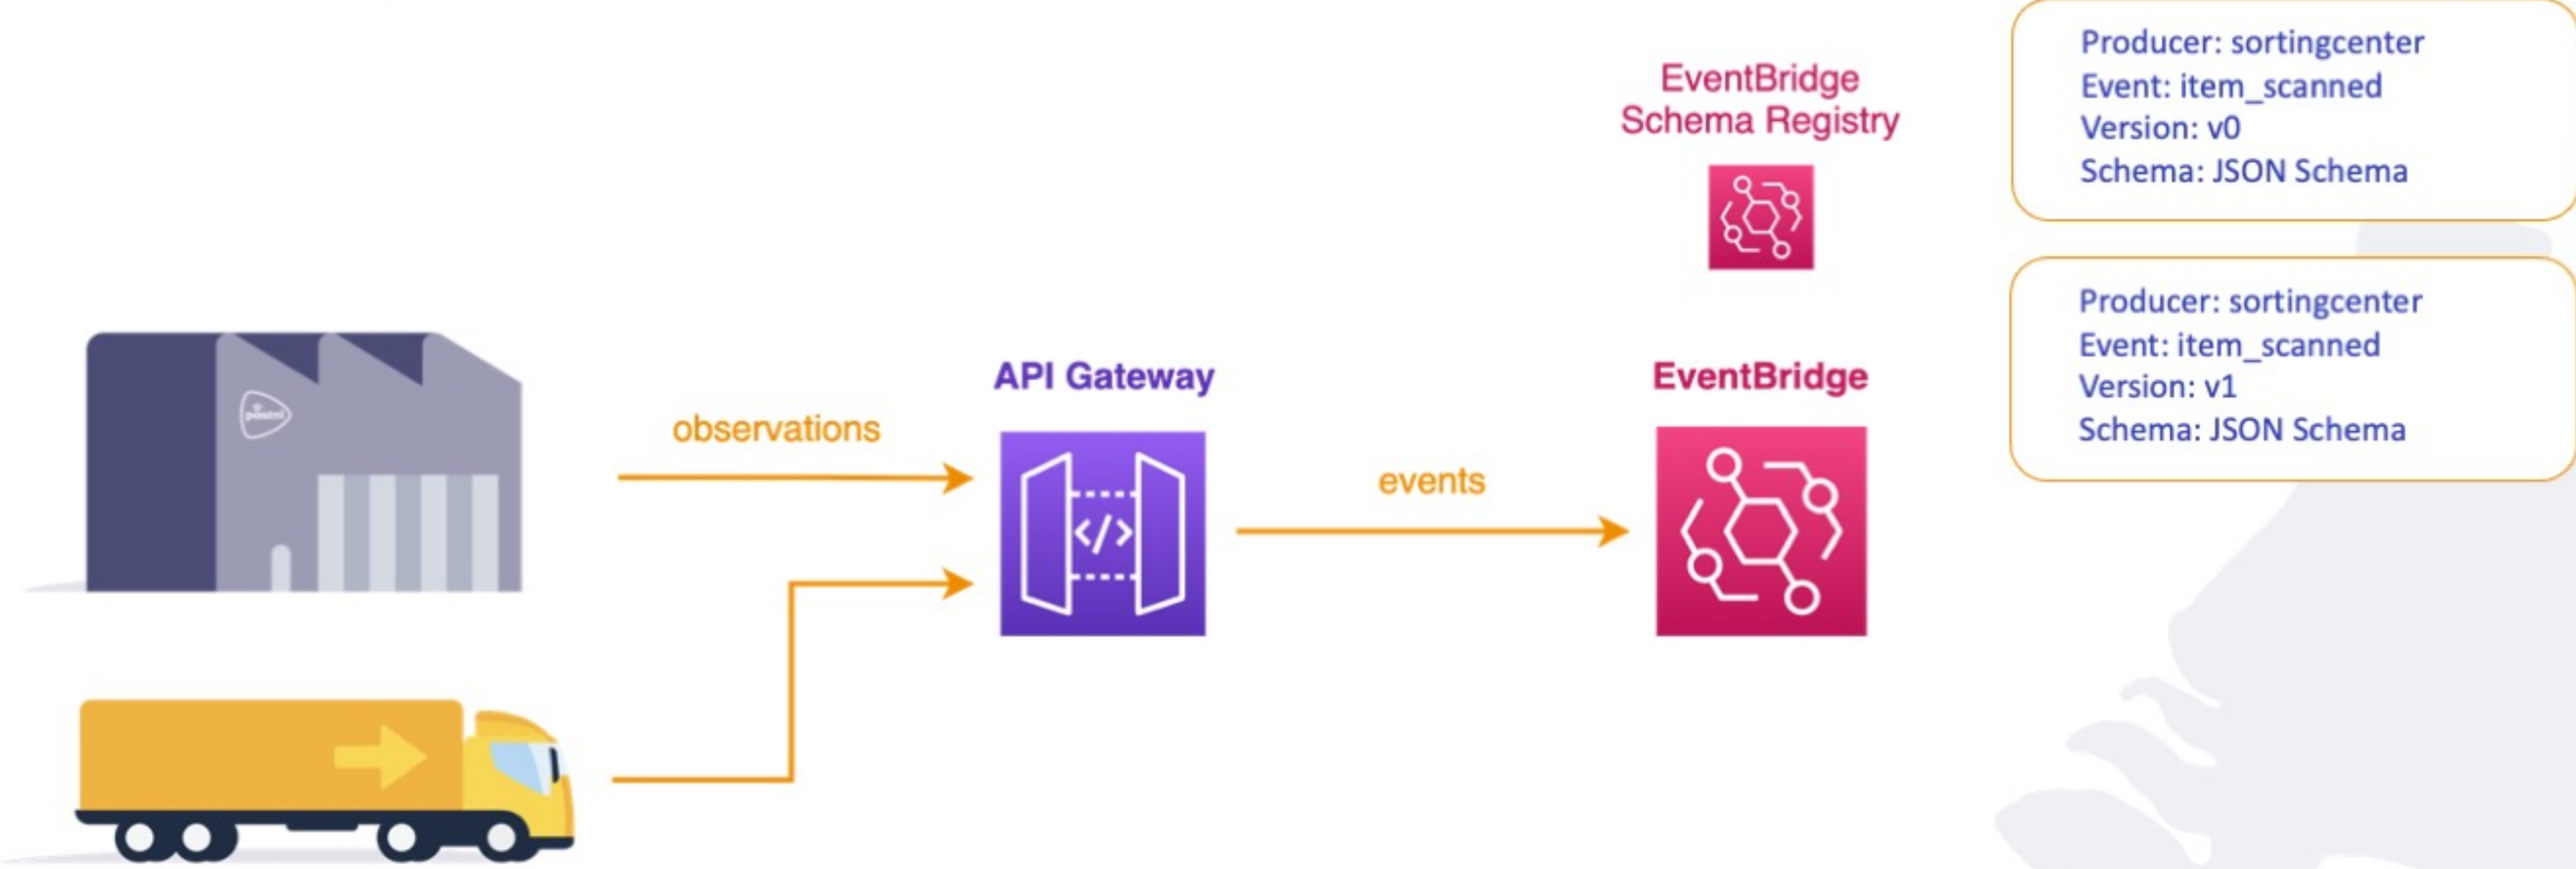 EventBridge
Schema Registry
Producer: sortingcenter
Event: item_scanned
Version: v0
Schema: JSON Schema
Producer: sortingcenter
Event: item_scanned
Version: v1
Schema: JSON Schema
postnl
observations
API Gateway
</>
events
EventBridge